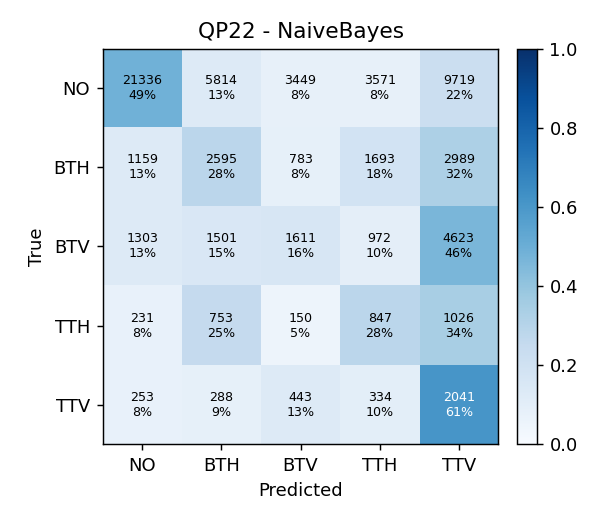 QP22 - NaiveBayes
NO 21336 5814 3449 3571 9719
49% 13% 8% 8% 22%
BTH 1159 2595 783 1693 2989
13% 28% 8% 18% 32%
BTV 1303 1501 1611 972 4623
13% 15% 16% 10% 46%
TTH 231 753 150 847 1026
8% 25% 5% 28% 34%
TTV 253 288 443 334 2041
8% 9% 13% 10% 61%
NO BTH BTV TTH TTV
Predicted
True
1.0
0.8
0.6
0.4
0.2
0.0